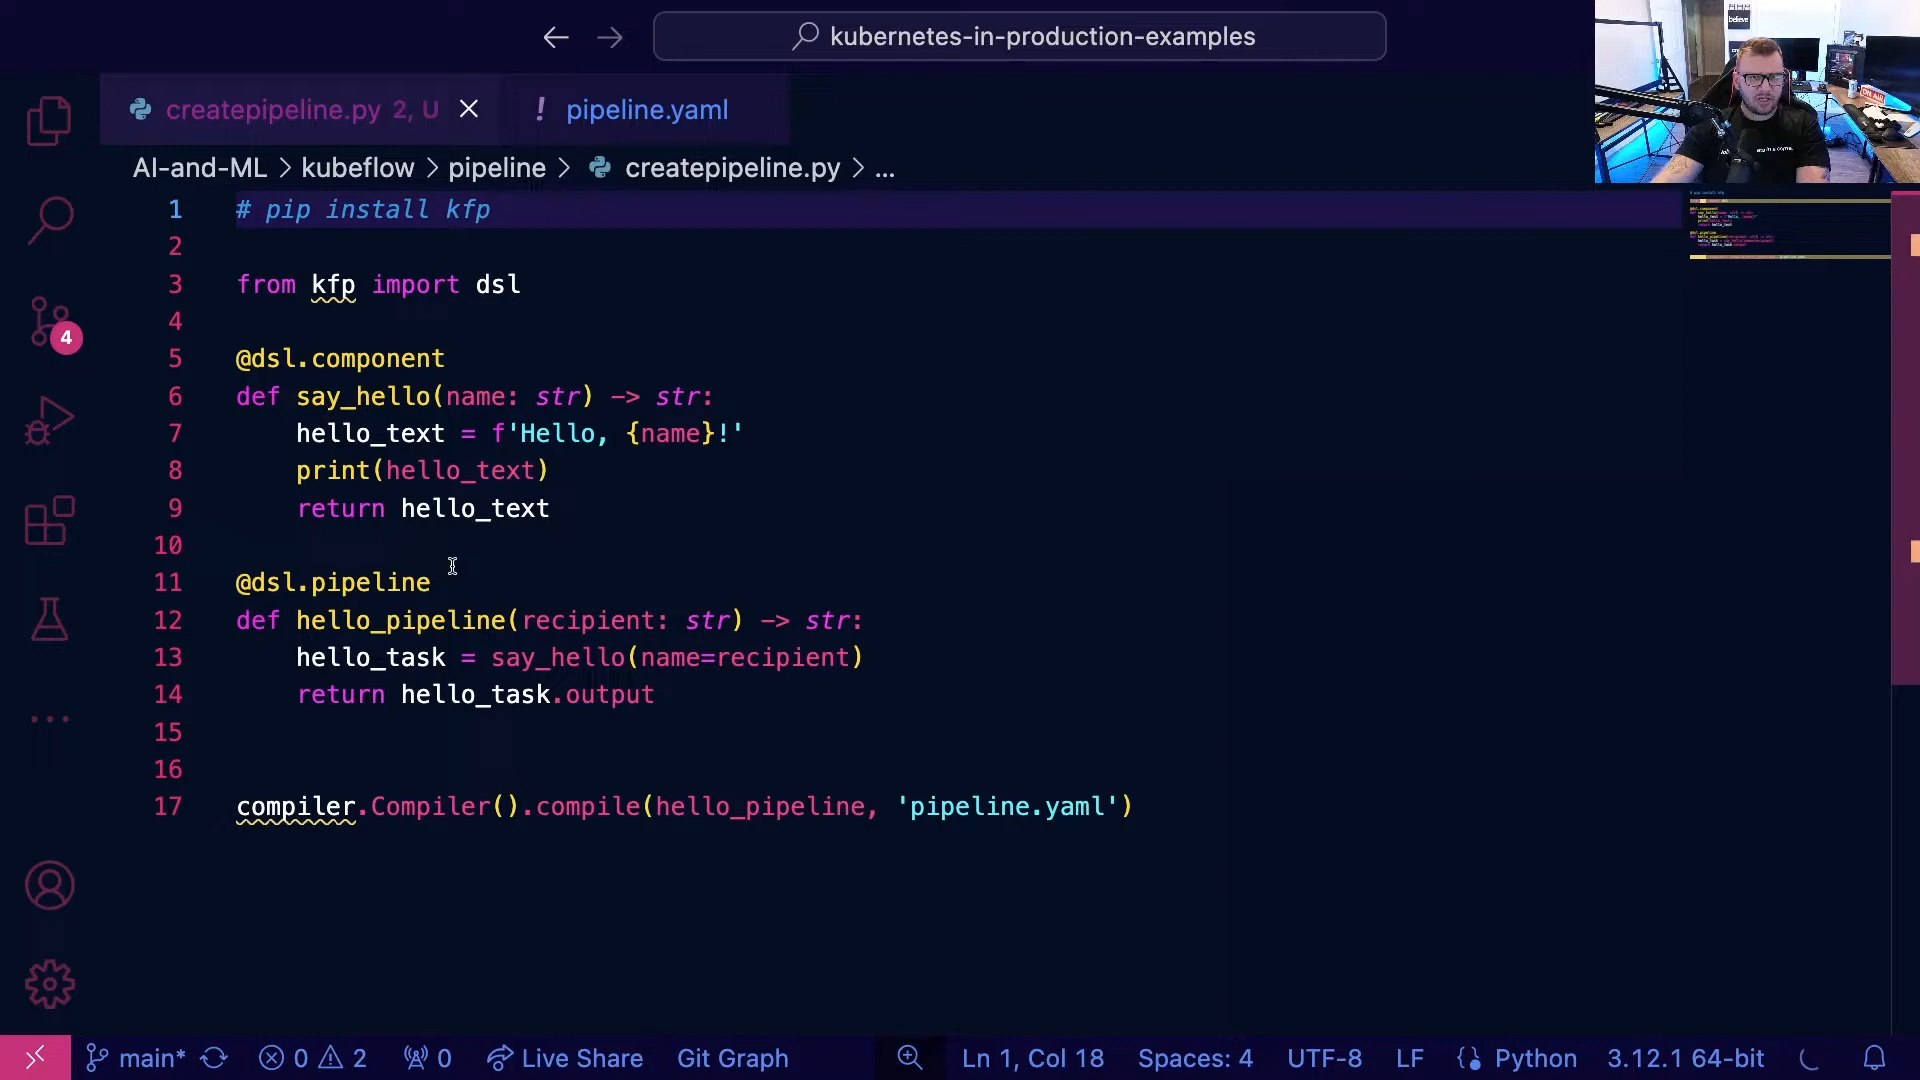 kubernetes-in-production-examples
believe
ON AIR
createpipeline.py 2, U
! pipeline.yaml
AI-and-ML > kubeflow > pipeline > createpipeline.py > ...
1 # pip install kfp
2
3 from kfp import dsl
4
4
5 @dsl.component
6 def say_hello(name: str) -> str:
7 hello_text = f'Hello, {name}!'
8 print(hello_text)
9 return hello_text
10
11 @dsl.pipeline
12 def hello_pipeline(recipient: str) -> str:
13 hello_task = say_hello(name=recipient)
14 return hello_task.output
15
16
17 compiler.Compiler().compile(hello_pipeline, 'pipeline.yaml')
main* 0 2 0 Live Share Git Graph Ln 1, Col 18 Spaces: 4 UTF-8 LF Python 3.12.1 64-bit